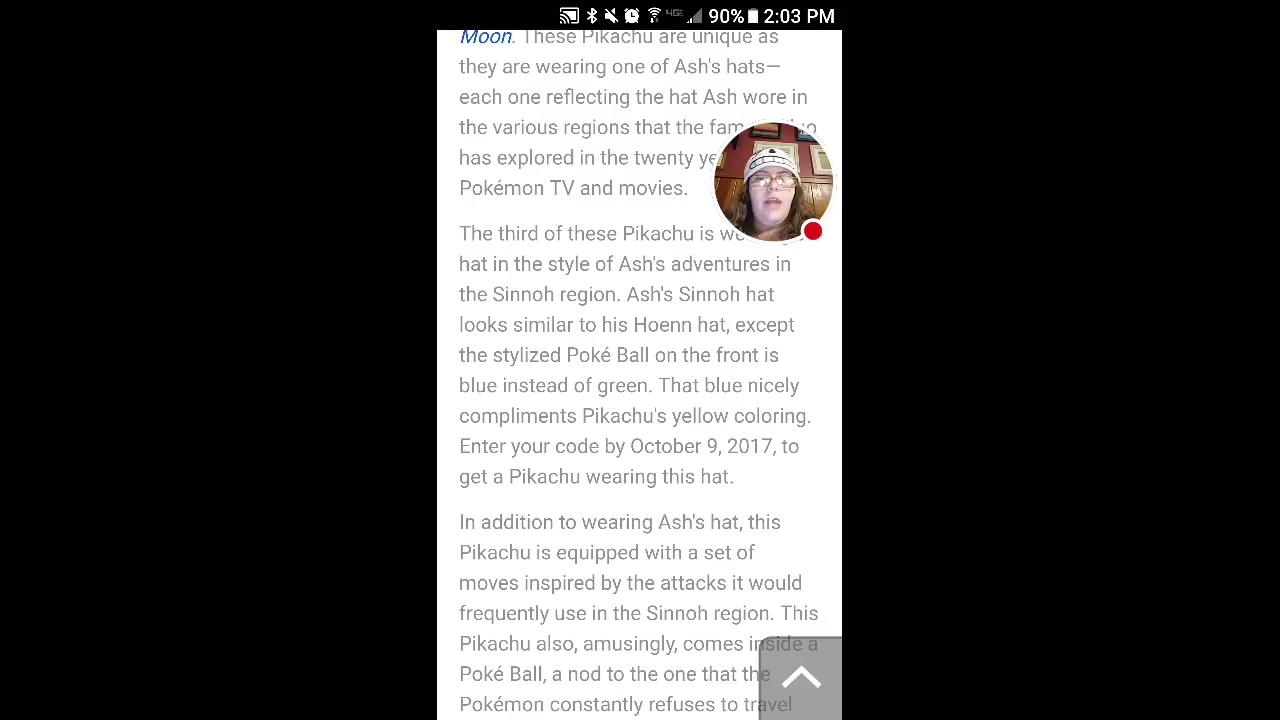 4G 90% 2:03 PM
Moon. These Pikachu are unique as
they are wearing one of Ash's hats—
each one reflecting the hat Ash wore in
the various regions that the
has explored in the twenty
Pokémon TV and movies.
The third of these Pikachu is
hat in the style of Ash's adventures in
the Sinnoh region. Ash's Sinnoh hat
looks similar to his Hoenn hat, except
the stylized Poké Ball on the front is
blue instead of green. That blue nicely
compliments Pikachu's yellow coloring.
Enter your code by October 9, 2017, to
get a Pikachu wearing this hat.
In addition to wearing Ash's hat, this
Pikachu is equipped with a set of
moves inspired by the attacks it would
frequently use in the Sinnoh region. This
Pikachu also, amusingly, comes inside a
Poké Ball, a nod to the one that the
Pokémon constantly refuses to travel